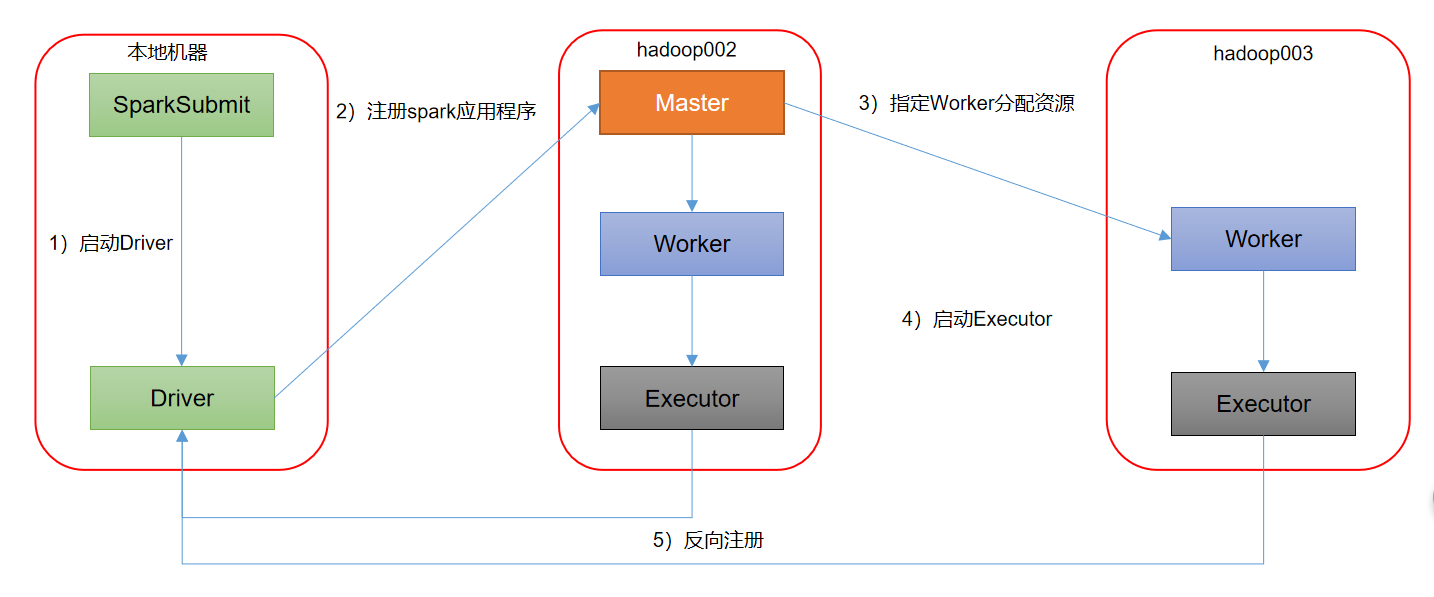 本地机器
SparkSubmit
1）启动Driver
Driver
2）注册spark应用程序
hadoop002
Master
Worker
Executor
3）指定Worker分配资源
4）启动Executor
hadoop003
Worker
Executor
5）反向注册